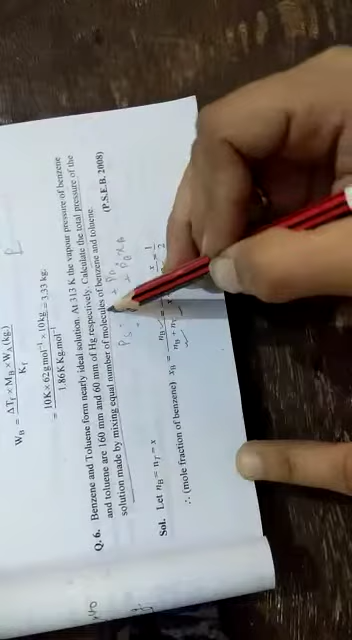 W_B = ΔT_f × M_B × W_A (kg) / K_f
= 10K × 62 g mol⁻¹ × 10 kg / 1.86 K Kg mol⁻¹ = 3.33 kg.
Q. 6. Benzene and Toluene form nearly ideal solution. At 313 K the vapour pressure of benzene
and toluene are 160 mm and 60 mm of Hg respectively. Calculate the total pressure of the
solution made by mixing equal number of molecules of benzene and toluene.
(P.S.E.B. 2008)
Sol. Let n_B = n_T = x
∴ (mole fraction of benzene) x_B = n_B / n_B + n_T = x = 1/2